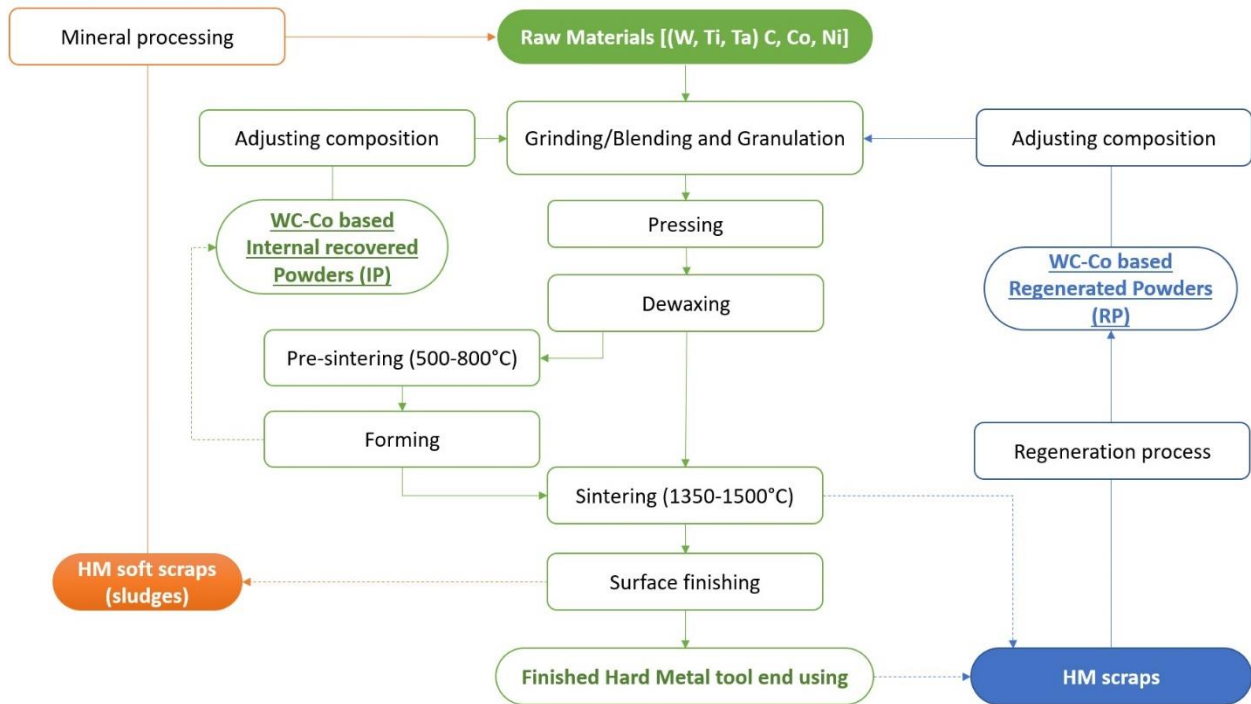 Mineral processing
Raw Materials [(W, Ti, Ta) C, Co, Ni]
Adjusting composition
Grinding/Blending and Granulation
Adjusting composition
WC-Co based
Internal recovered
Powders (IP)
Pressing
WC-Co based
Regenerated Powders
(RP)
Dewaxing
Pre-sintering (500-800°C)
Forming
Regeneration process
Sintering (1350-1500°C)
HM soft scraps
(sludges)
Surface finishing
Finished Hard Metal tool end using
HM scraps